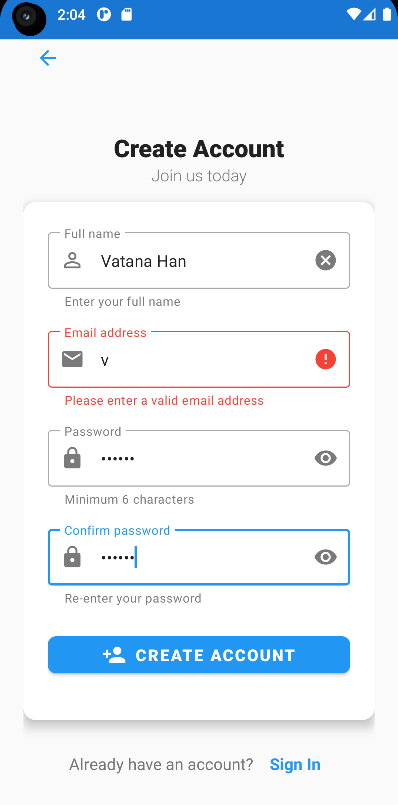 2:04
Create Account
Join us today
Full name
Vatana Han
Enter your full name
Email address
v
Please enter a valid email address
Password
••••••
Minimum 6 characters
Confirm password
••••••
Re-enter your password
CREATE ACCOUNT
Already have an account? Sign In